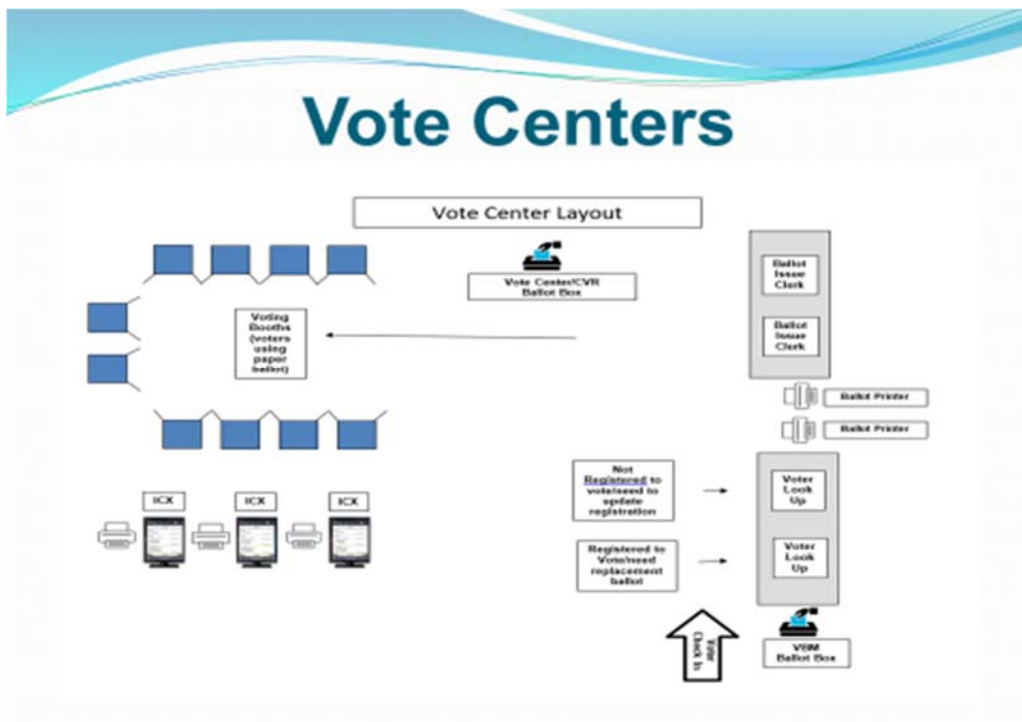 Vote Centers
Vote Center Layout
Vote Center/CVR
Ballot Box
Ballot
Issue
Clerk
Ballot
Issue
Clerk
Voting
Booths
(voters
using
paper
ballot)
Ballot Printer
Ballot Printer
Not
Registered to
vote/need to
update
registration
Voter
Look
Up
Registered to
Vote/need
replacement
ballot
Voter
Look
Up
ICX
ICX
ICX
Voter
Check In
VBM
Ballot Box